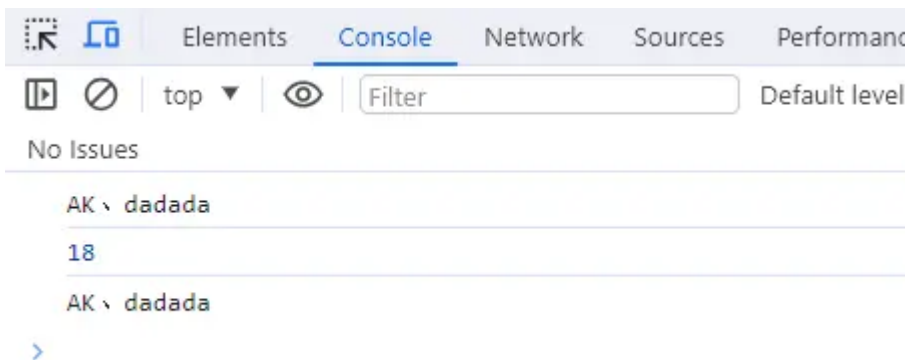 Elements Console Network Sources Performanc
top ▼ Filter Default level
No Issues
AK、dadada
18
AK、dadada